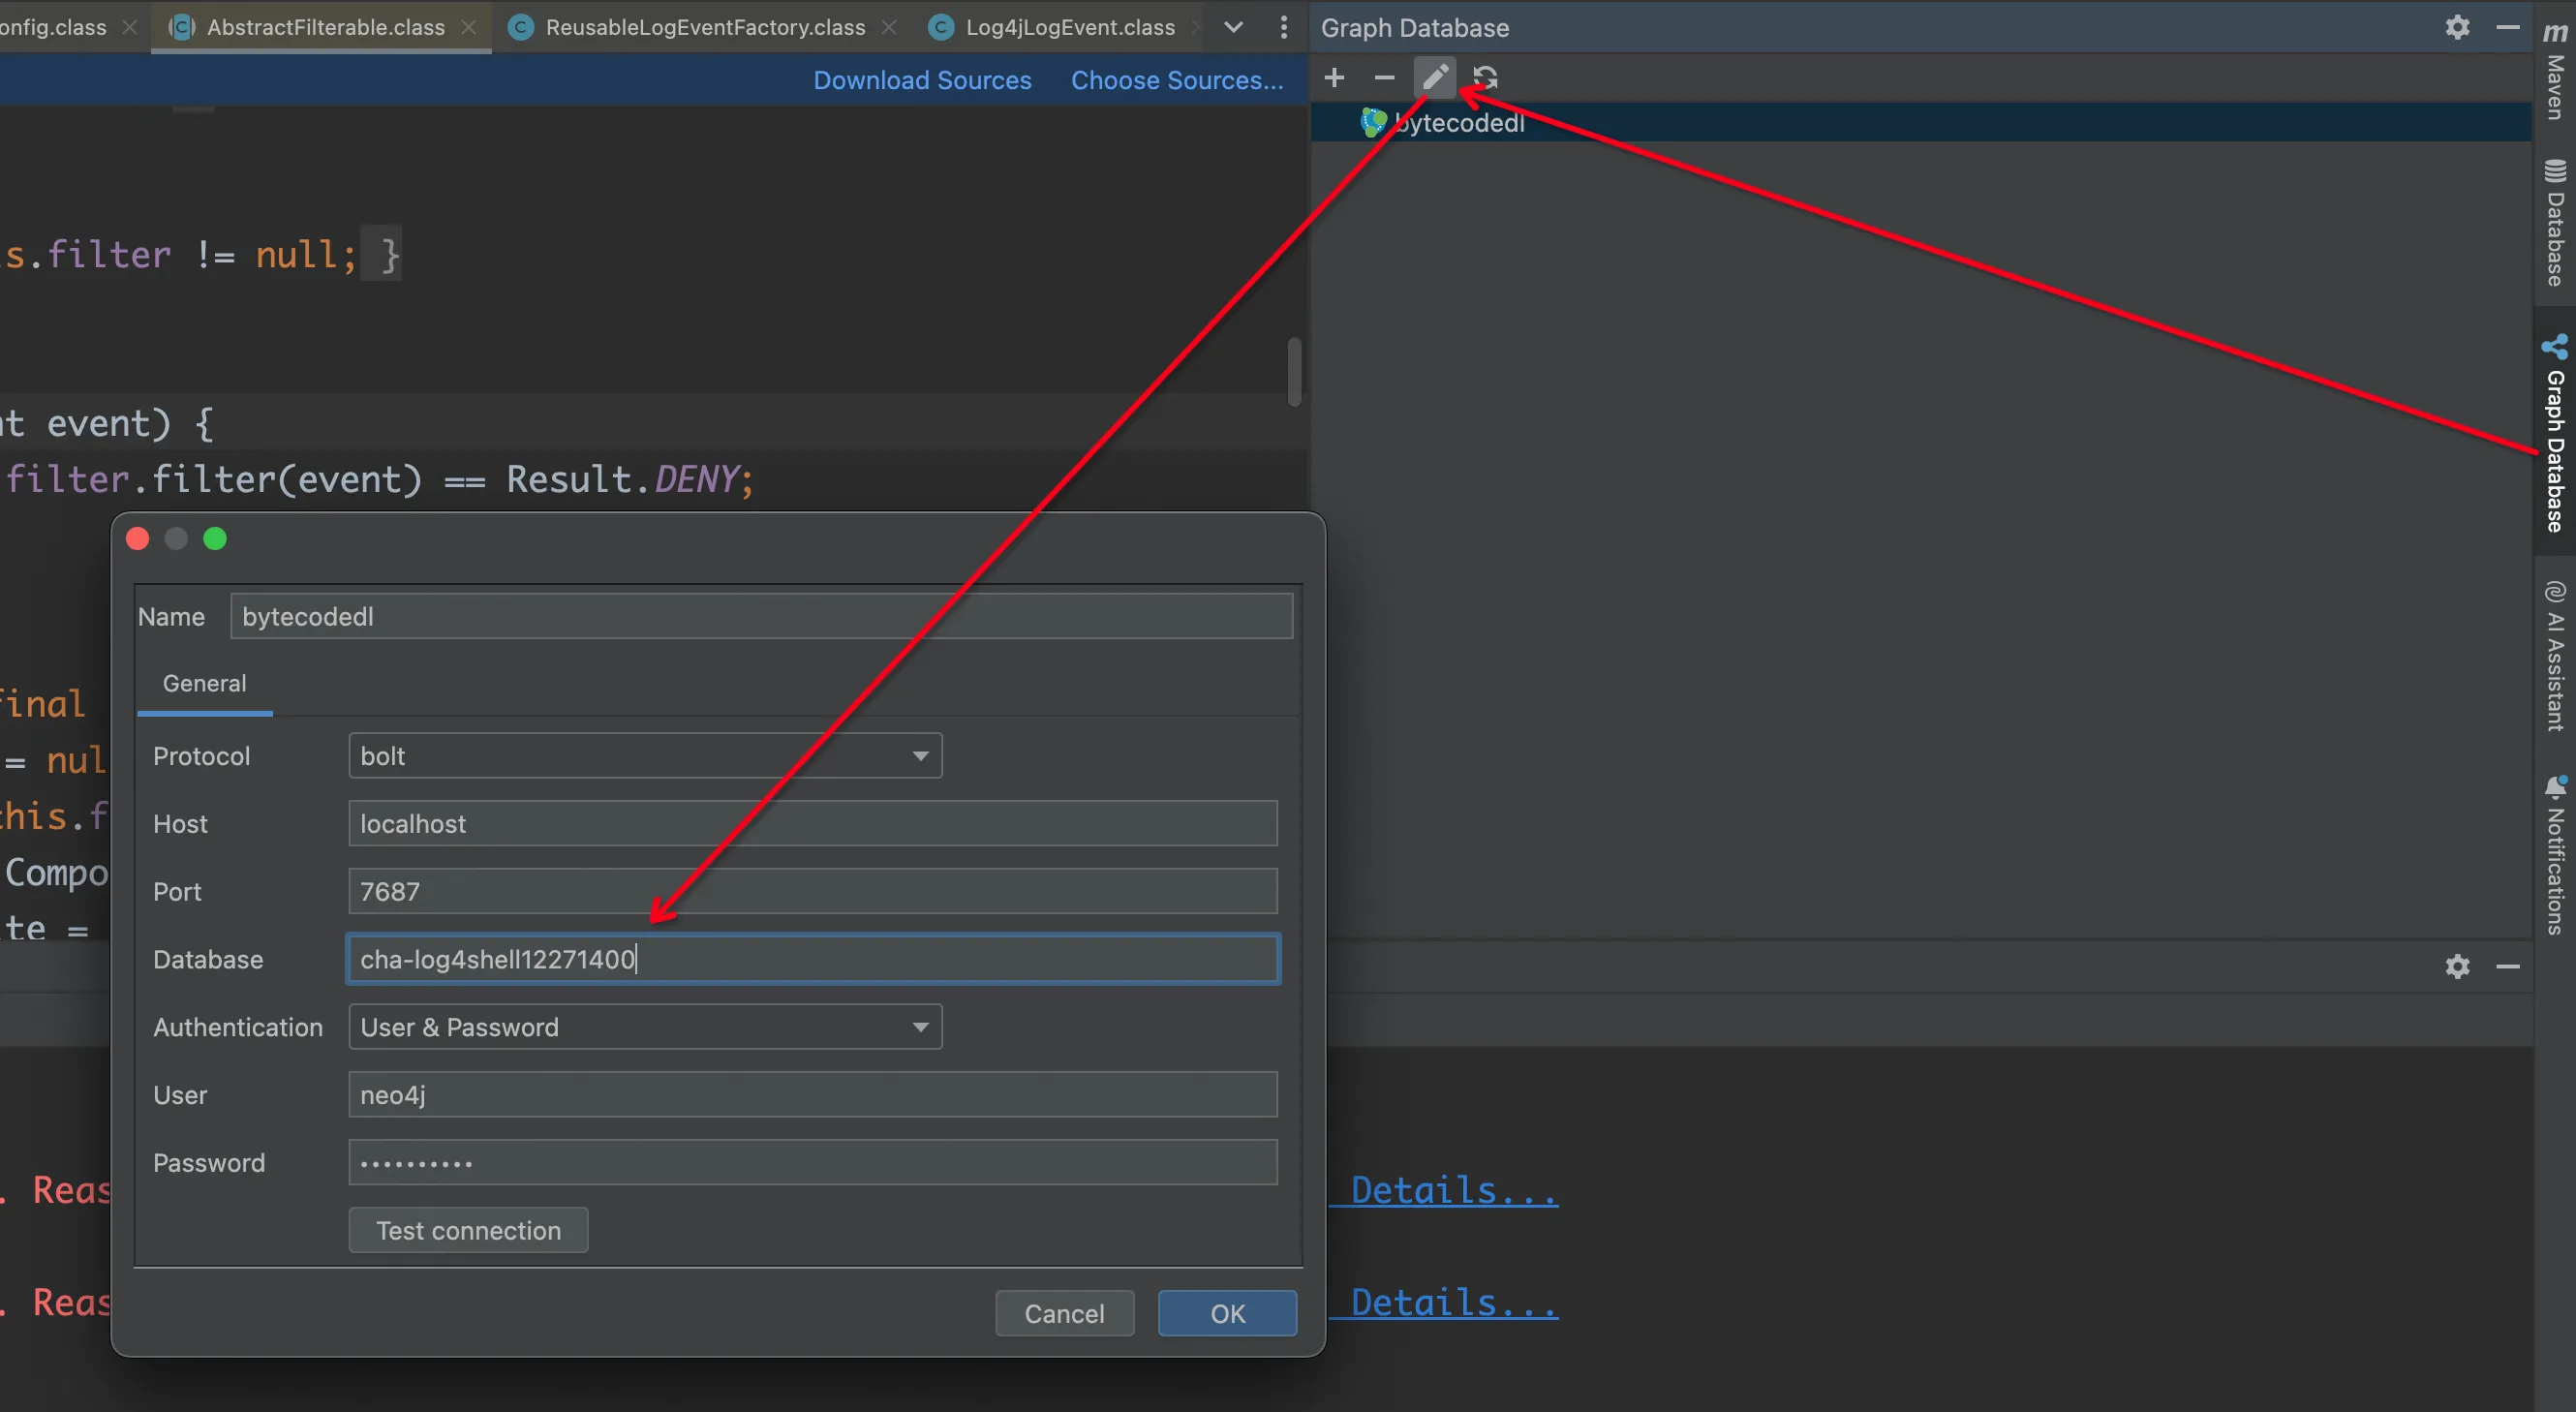 onfig.class
AbstractFilterable.class
ReusableLogEventFactory.class
Log4jLogEvent.class
Graph Database
Download Sources
Choose Sources...
bytecodedl
s.filter != null; }
nt event) {
filter.filter(event) == Result.DENY;
final
= nul
this.f
Compo
te =
. Reas
. Reas
Name
bytecodedl
General
Protocol
bolt
Host
localhost
Port
7687
Database
cha-log4shell12271400
Authentication
User & Password
User
neo4j
Password
••••••••••
Test connection
Cancel
OK
Details...
Details...
m
Maven
Database
Graph Database
AI Assistant
Notifications